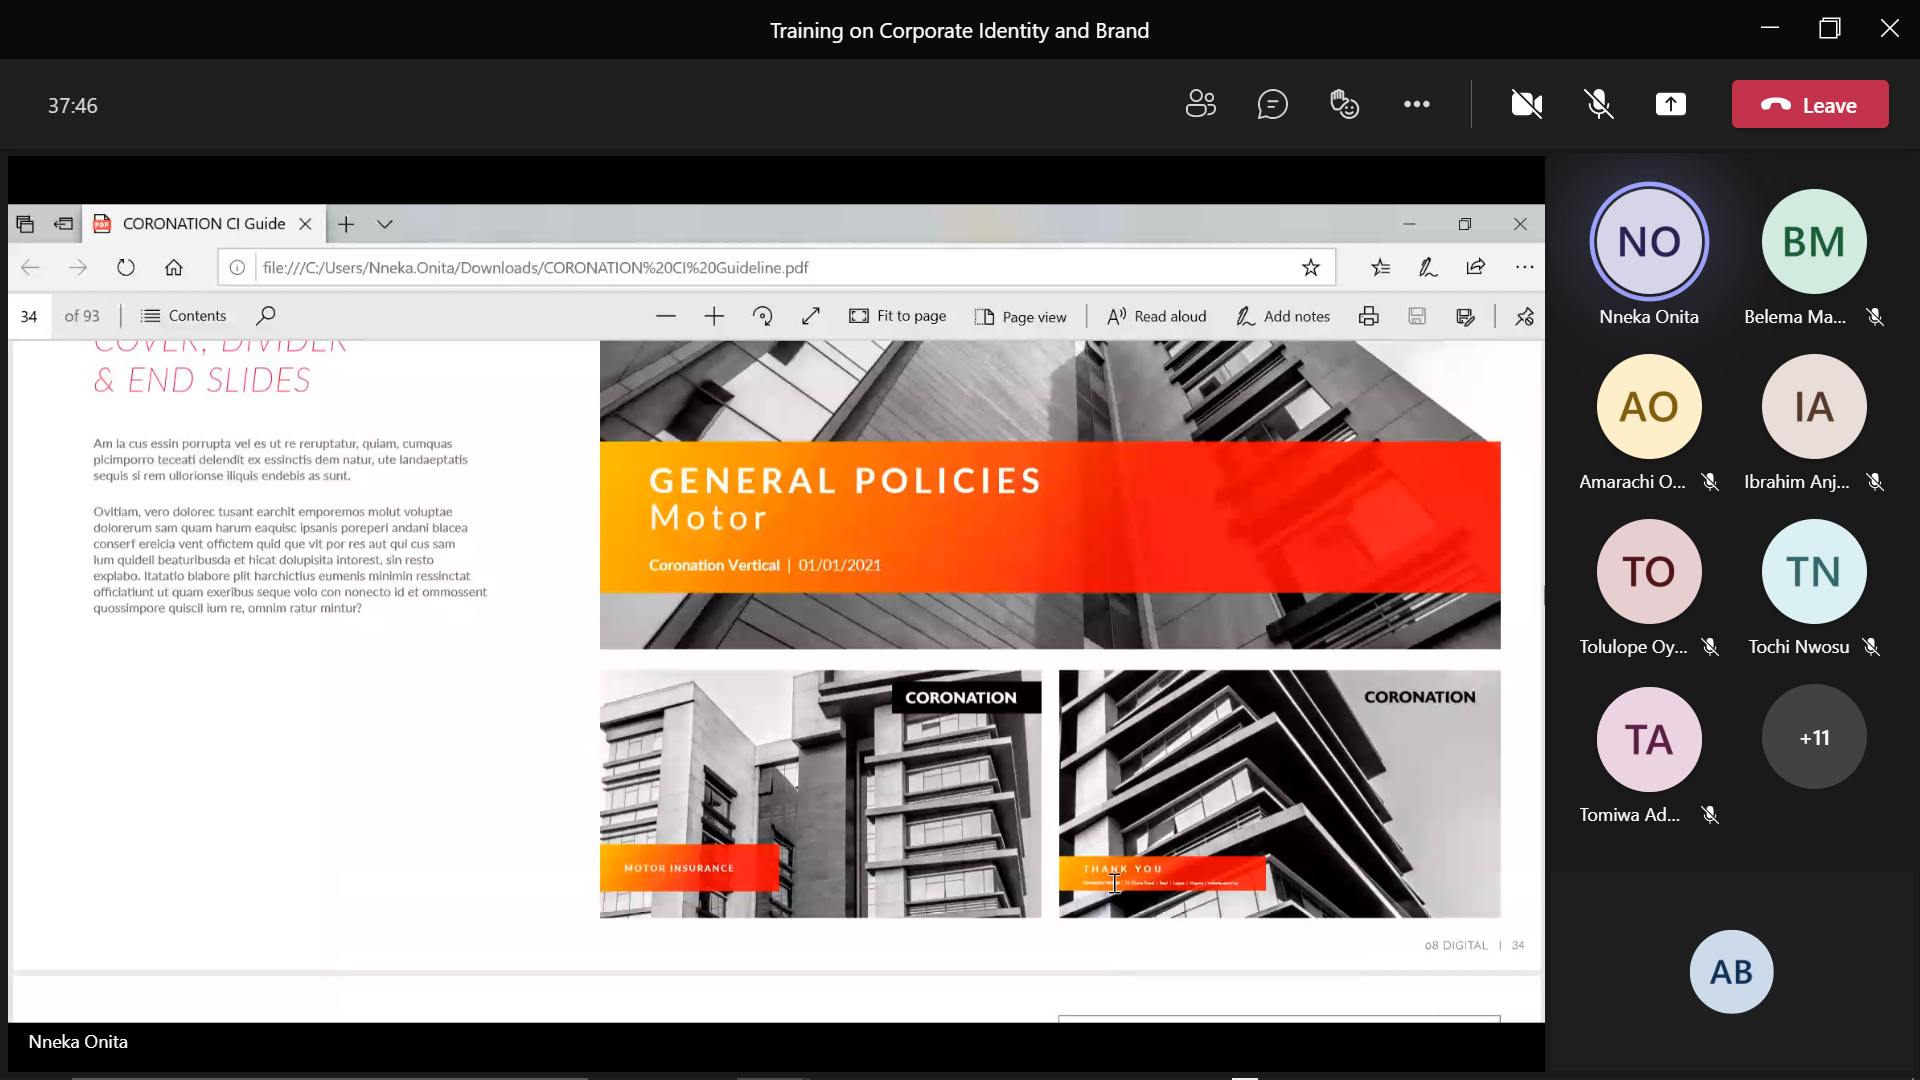 Training on Corporate Identity and Brand
37:46
Leave
CORONATION CI Guide
file:///C:/Users/Nneka.Onita/Downloads/CORONATION%20CI%20Guideline.pdf
34 of 93 Contents Fit to page Page view Read aloud Add notes
COVER, DIVIDER
& END SLIDES
Am la cus essin porrupta vel es ut re reruptatur, quiam, cumquas
picimporro teceati delendit ex essinctis dem natur, ute landaeptatis
sequis si rem ullorionse iliquis endebis as sunt.
Ovitiam, vero dolorec tusant earchit emporemos molut voluptae
dolorerum sam quam harum eaquisc ipsanis poreperi andani blacea
conserf ereicia vent offictem quid que vit por res aut qui cus sam
ium quidell beaturibusda et hicat dolupisita intorest, sin resto
explabo. Itatatio blabore plit harchictius eumenis minimin ressinctat
officiatiunt ut quam exeribus seque volo con nonecto id et ommossent
quossimpore quiscil ium re, omnim ratur mintur?
GENERAL POLICIES
Motor
Coronation Vertical | 01/01/2021
CORONATION
MOTOR INSURANCE
CORONATION
THANK YOU
08 DIGITAL | 34
Nneka Onita
NO
Nneka Onita
BM
Belema Ma...
AO
Amarachi O...
IA
Ibrahim Anj...
TO
Tolulope Oy...
TN
Tochi Nwosu
TA
Tomiwa Ad...
+11
AB